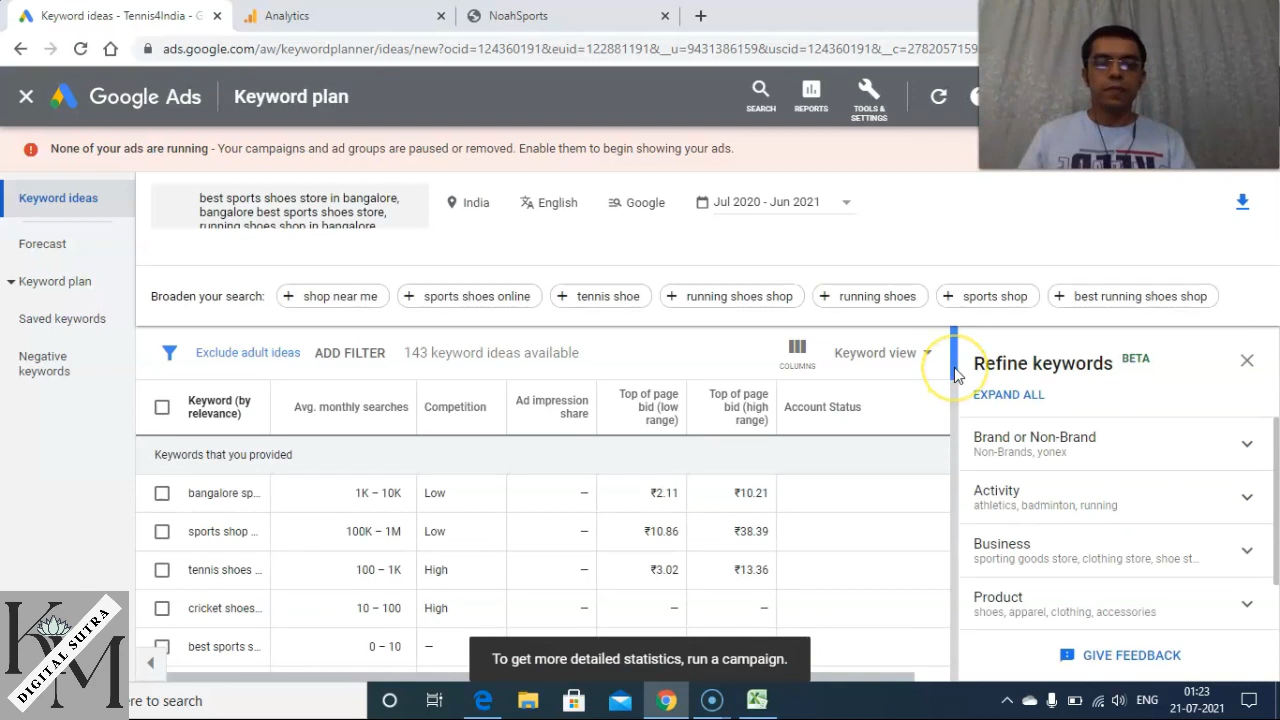 Keyword ideas - Tennis4India - G
Analytics
NoahSports
ads.google.com/aw/keywordplanner/ideas/new?ocid=124360191&euid=122881191&__u=9431386159&uscid=124360191&__c=2782057159
Google Ads
Keyword plan
SEARCH
REPORTS
TOOLS &
SETTINGS
None of your ads are running - Your campaigns and ad groups are paused or removed. Enable them to begin showing your ads.
Keyword ideas
Forecast
Keyword plan
Saved keywords
Negative
keywords
best sports shoes store in bangalore,
bangalore best sports shoes store,
running shoes shop in bangalore
India
English
Google
Jul 2020 - Jun 2021
Broaden your search:
shop near me
sports shoes online
tennis shoe
running shoes shop
running shoes
sports shop
best running shoes shop
Exclude adult ideas
ADD FILTER
143 keyword ideas available
COLUMNS
Keyword view
Keyword (by
relevance)
Avg. monthly searches
Competition
Ad impression
share
Top of page
bid (low
range)
Top of page
bid (high
range)
Account Status
Keywords that you provided
bangalore sp... 1K – 10K Low – ₹2.11 ₹10.21
sports shop ... 100K – 1M Low – ₹10.86 ₹38.39
tennis shoes ... 100 – 1K High – ₹3.02 ₹13.36
cricket shoes... 10 – 100 High – – –
best sports s... 0 – 10 –
To get more detailed statistics, run a campaign.
Refine keywords BETA
EXPAND ALL
Brand or Non-Brand
Non-Brands, yonex
Activity
athletics, badminton, running
Business
sporting goods store, clothing store, shoe st...
Product
shoes, apparel, clothing, accessories
GIVE FEEDBACK
KM
DIGITAL SUTRA
ere to search
ENG
01:23
21-07-2021